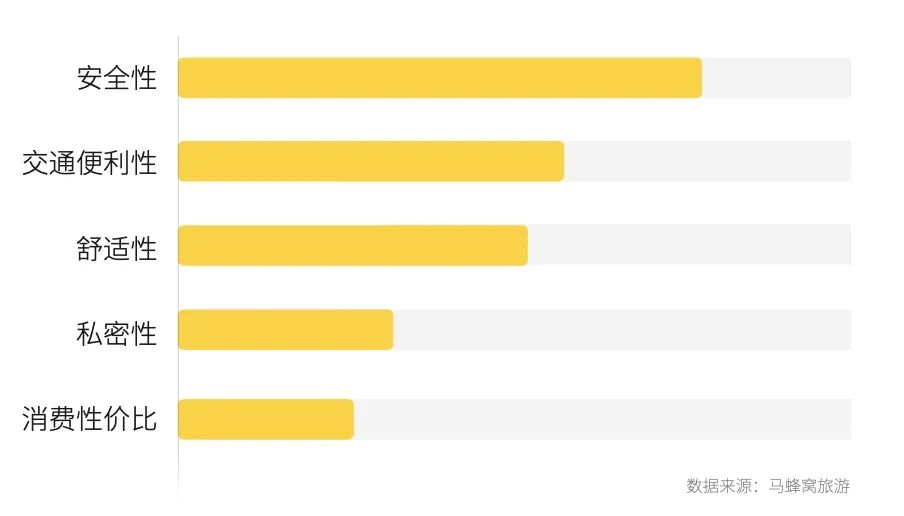 安全性
交通便利性
舒适性
私密性
消费性价比
数据来源：马蜂窝旅游